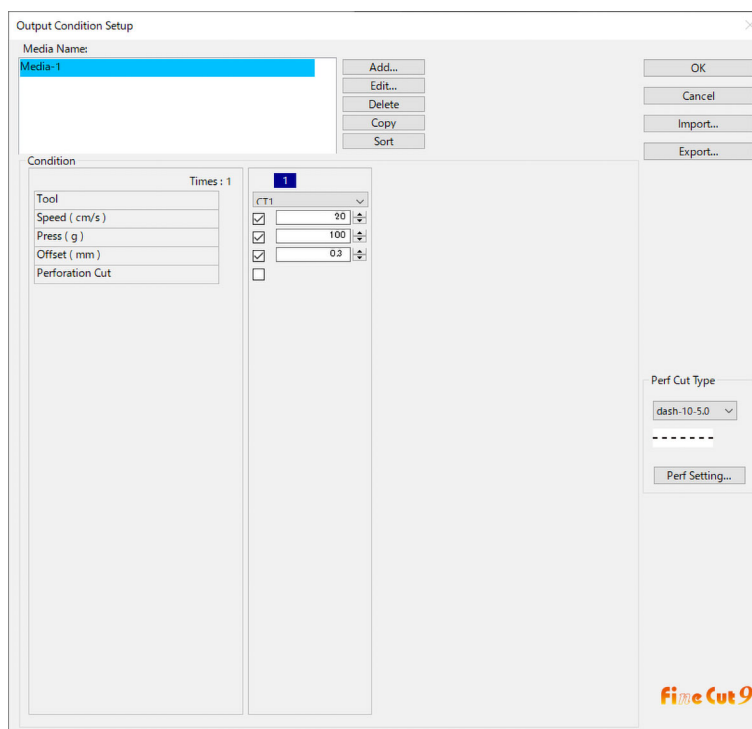 Output Condition Setup
Media Name:
Media-1
Add...
Edit...
Delete
Copy
Sort
OK
Cancel
Import...
Export...
Condition
Times : 1
1
Tool
CT1
Speed ( cm/s )
20
Press ( g )
100
Offset ( mm )
0.3
Perforation Cut
Perf Cut Type
dash-10-5.0
Perf Setting...
Fine Cut 9